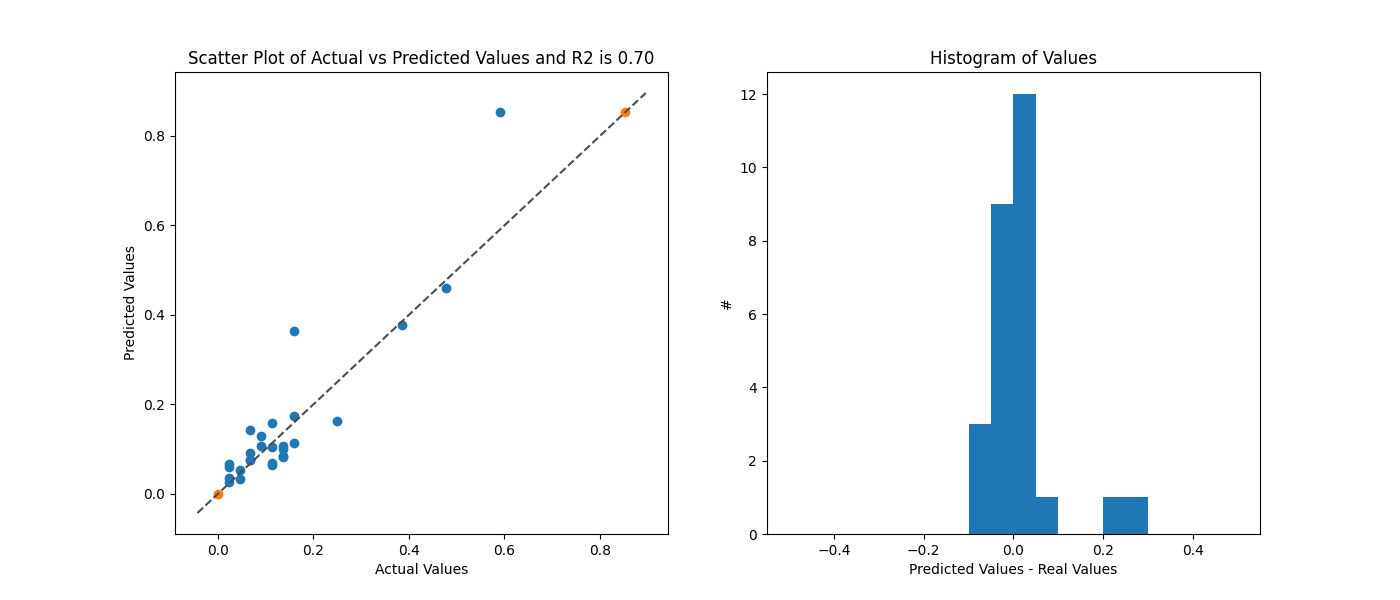 Scatter Plot of Actual vs Predicted Values and R2 is 0.70
0.8
0.6
0.4
0.2
0.0
Predicted Values
0.0 0.2 0.4 0.6 0.8
Actual Values
Histogram of Values
12
10
8
6
4
2
0
#
−0.4 −0.2 0.0 0.2 0.4
Predicted Values - Real Values